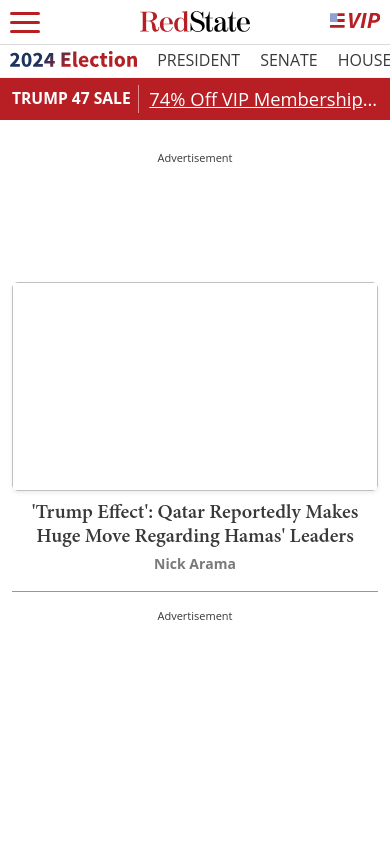 RedState
VIP
2024 Election PRESIDENT SENATE HOUSE
TRUMP 47 SALE 74% Off VIP Membership...
Advertisement
'Trump Effect': Qatar Reportedly Makes
Huge Move Regarding Hamas' Leaders
Nick Arama
Advertisement